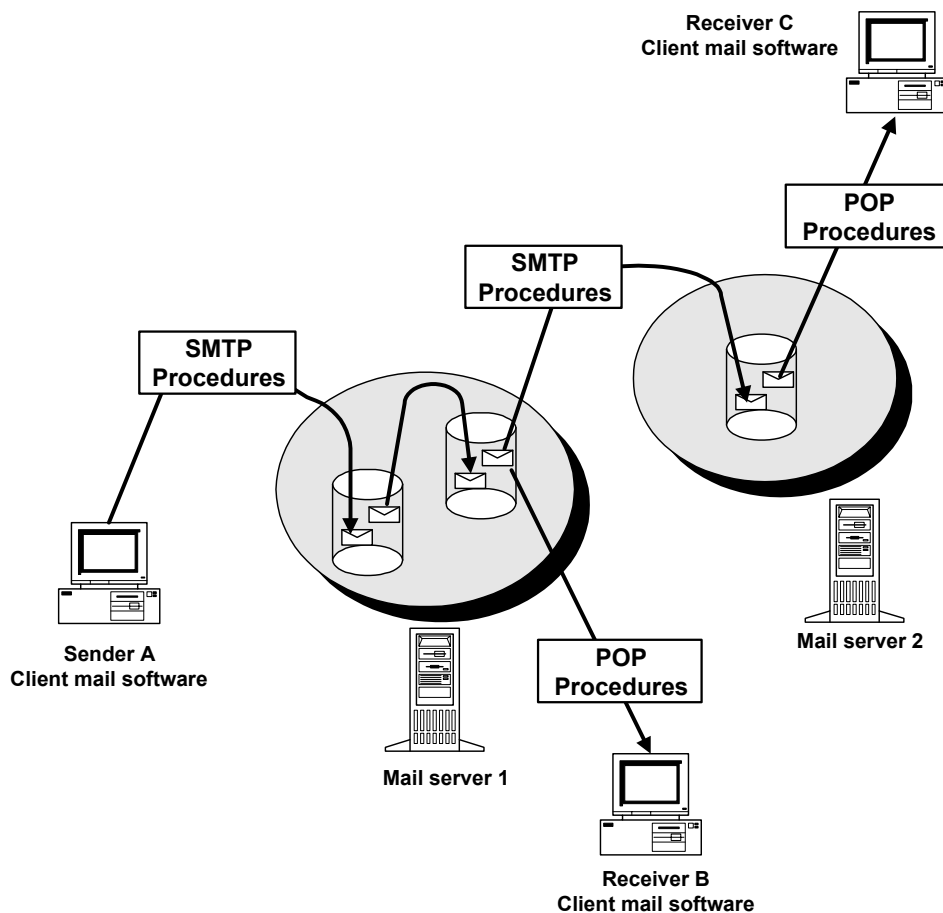 Receiver C
Client mail software
POP
Procedures
SMTP
Procedures
SMTP
Procedures
Sender A
Client mail software
Mail server 2
POP
Procedures
Mail server 1
Receiver B
Client mail software